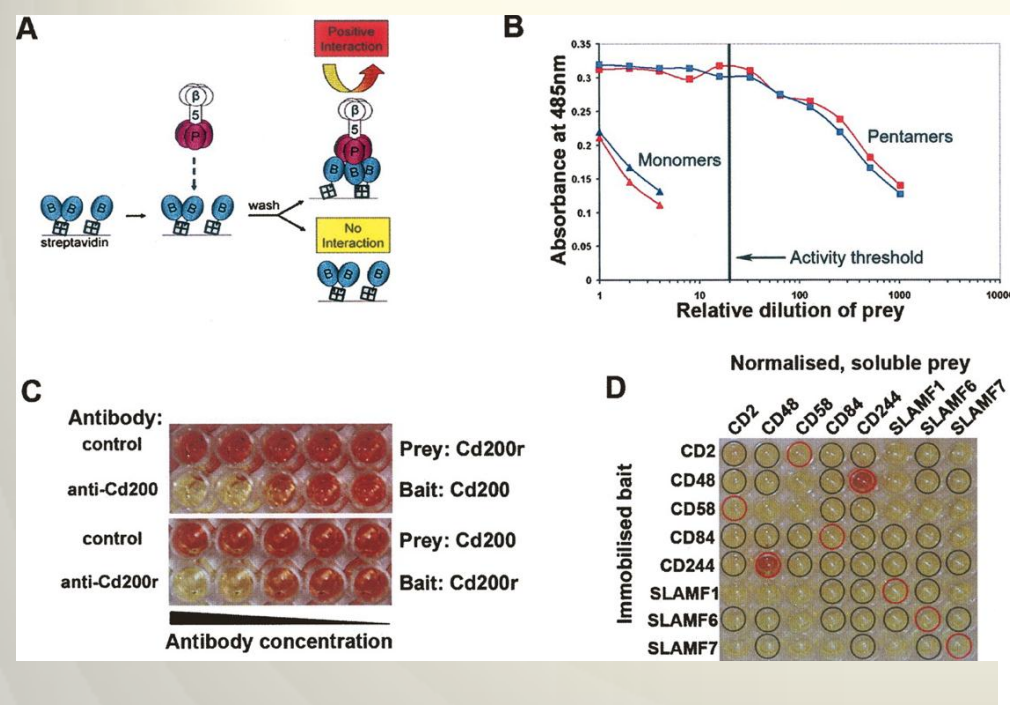 A
Positive
Interaction
β
5
P
β
5
P
B
B
B
B
B
B
B
B
B
wash
streptavidin
No
Interaction
B
B
B
B
Absorbance at 485nm
0.35
0.3
0.25
0.2
0.15
0.1
0.05
0
Monomers
Pentamers
Activity threshold
1
10
100
1000
10000
Relative dilution of prey
C
Antibody:
control
Prey: Cd200r
anti-Cd200
Bait: Cd200
control
Prey: Cd200
anti-Cd200r
Bait: Cd200r
Antibody concentration
D
Normalised, soluble prey
CD2
CD48
CD58
CD84
CD244
SLAMF1
SLAMF6
SLAMF7
Immobilised bait
CD2
CD48
CD58
CD84
CD244
SLAMF1
SLAMF6
SLAMF7